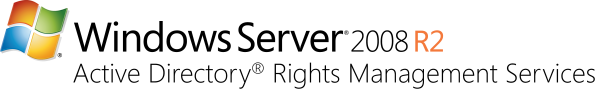 Windows Server® 2008 R2
Active Directory® Rights Management Services